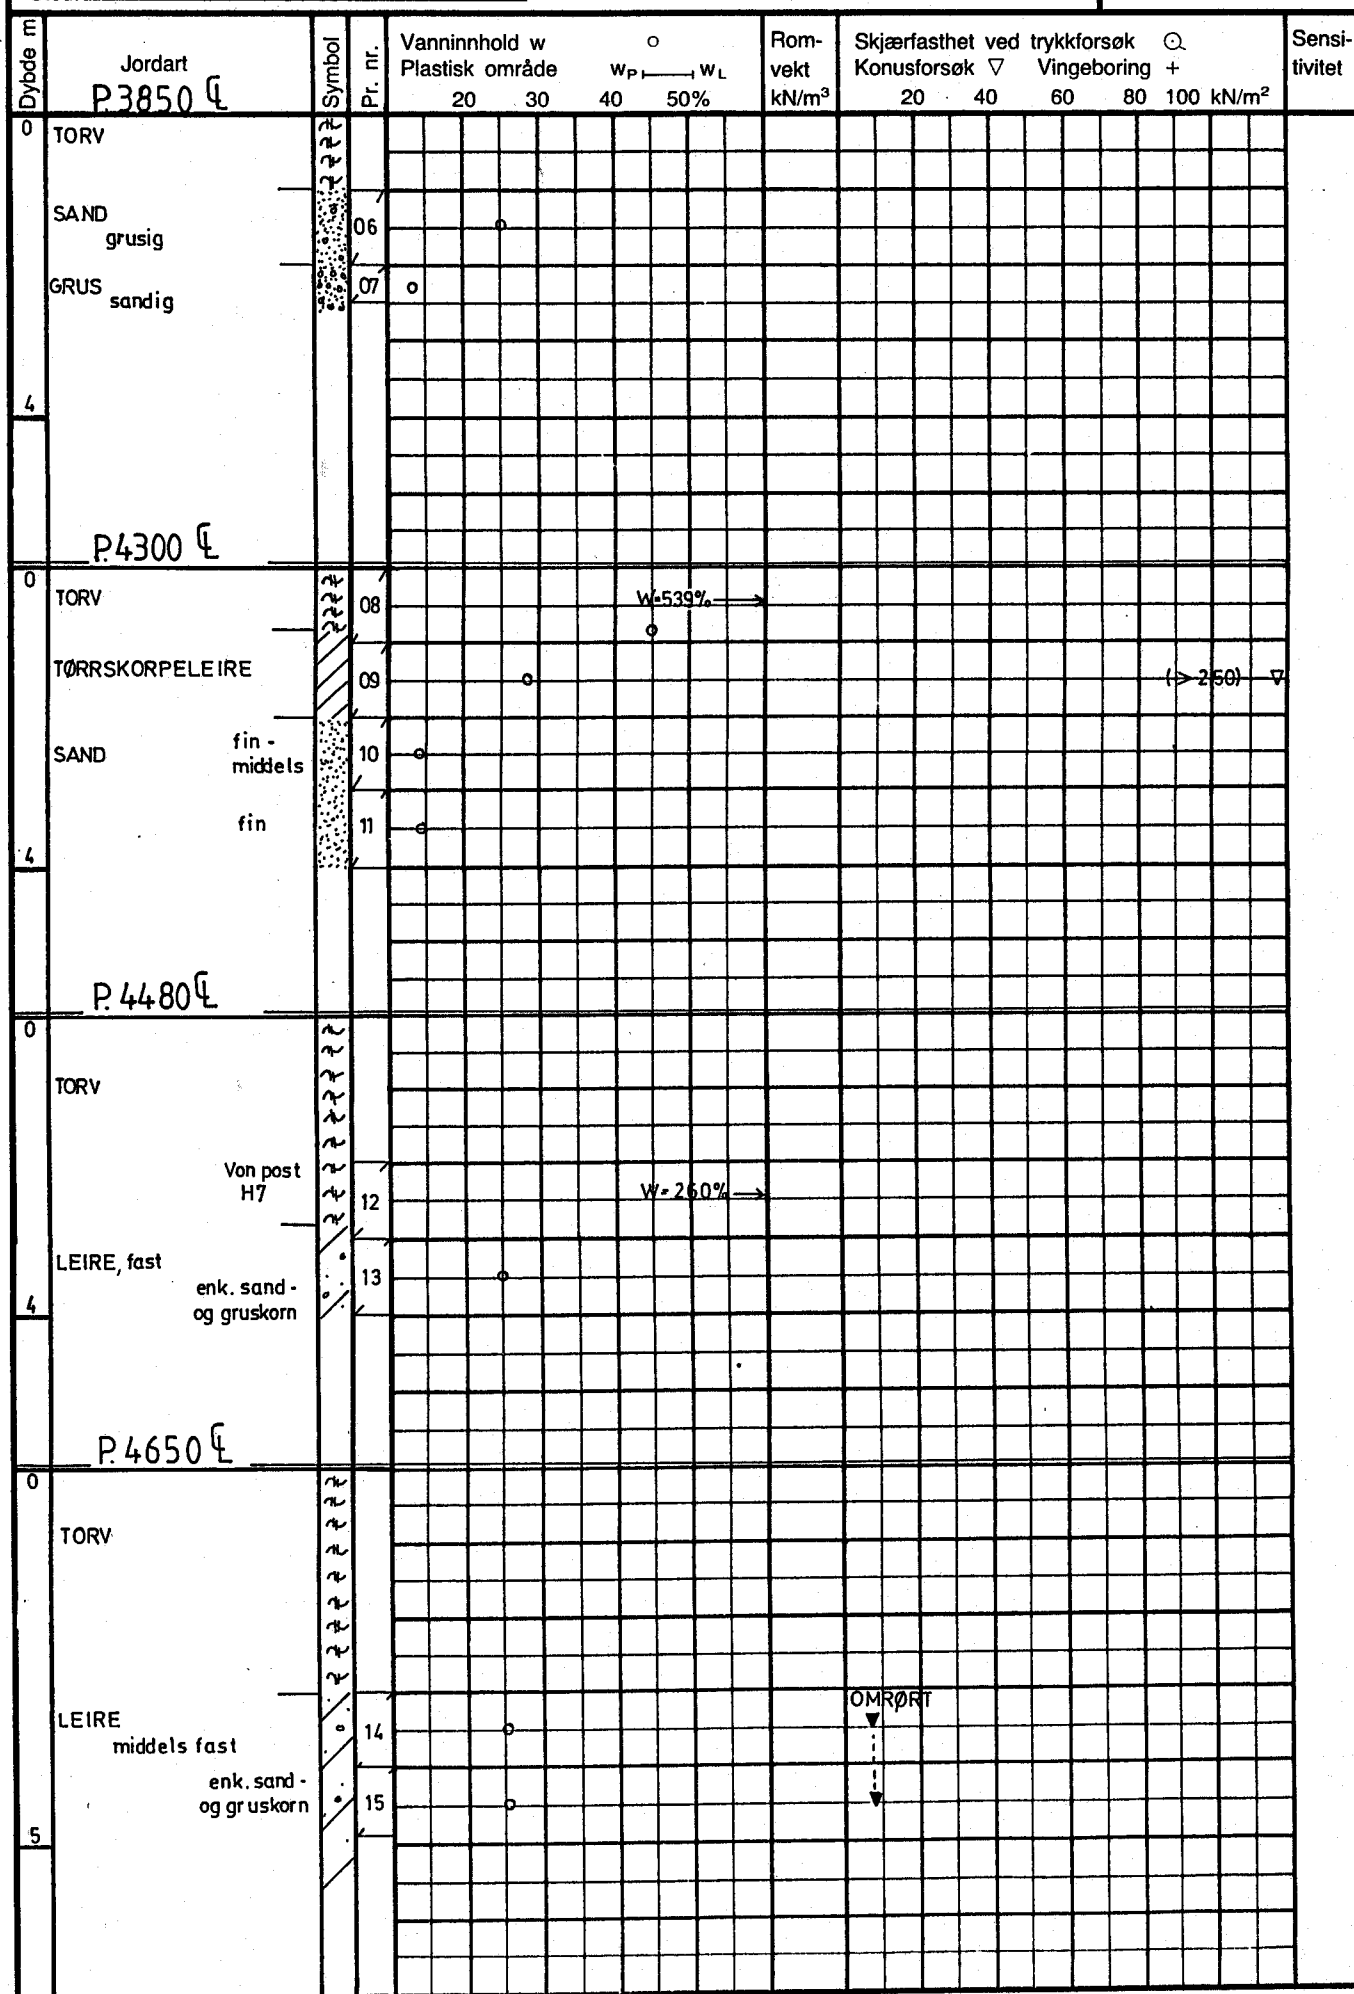 Dybde m
Jordart
P.3850 ℄
Symbol
Pr. nr.
Vanninnhold w o
Plastisk område wP wL
20 30 40 50%
Rom-
vekt
kN/m³
Skjærfasthet ved trykkforsøk
Konusforsøk ▽ Vingeboring +
20 40 60 80 100 kN/m²
Sensi-
tivitet
0
TORV
SAND
grusig
06
GRUS sandig
07
4
P.4300 ℄
0
TORV
08
W=539%
TØRRSKORPELEIRE
09
(>250) ▽
SAND
fin-
middels
10
fin
11
4
P.4480 ℄
0
TORV
Von post
H7
12
W=260%
LEIRE, fast
13
enk. sand-
og gruskorn
4
P.4650 ℄
0
TORV
OMRØRT
LEIRE
middels fast
14
enk. sand-
og gruskorn
15
5